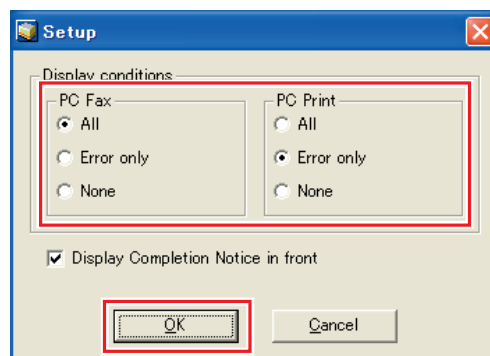 Setup
Display conditions
PC Fax
All
Error only
None
PC Print
All
Error only
None
Display Completion Notice in front
OK
Cancel